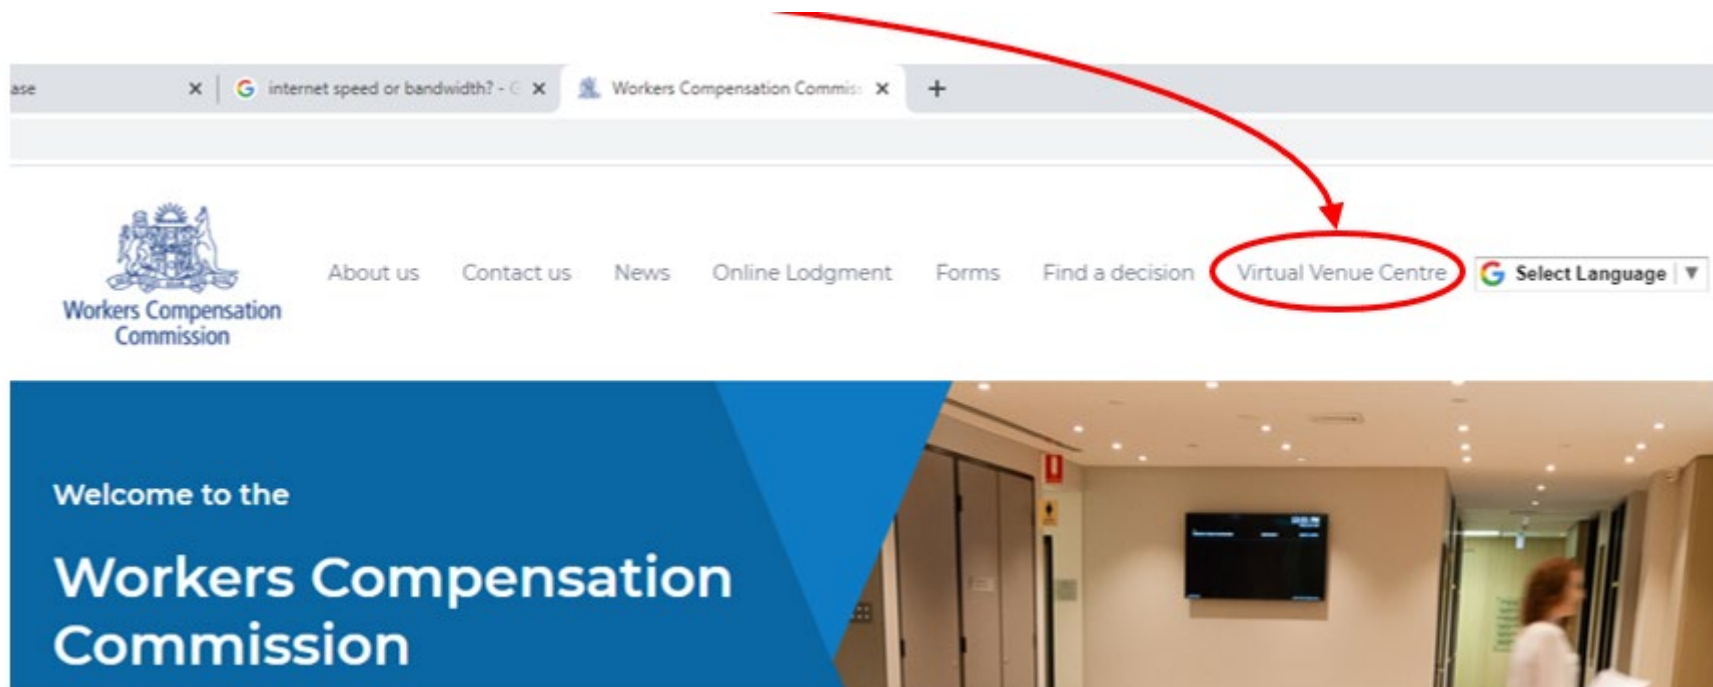 ase
internet speed or bandwidth? - G
Workers Compensation Commis
+
Workers Compensation
Commission
About us
Contact us
News
Online Lodgment
Forms
Find a decision
Virtual Venue Centre
G Select Language ▼
Welcome to the
Workers Compensation
Commission